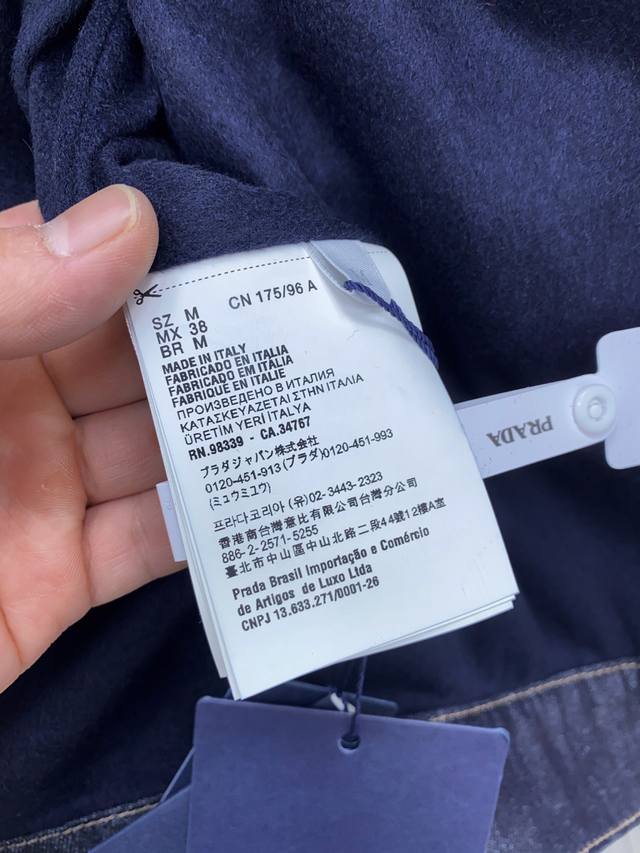 SZ M CN 175/96 A
MX 38
BR M
MADE IN ITALY
FABRICADO EN ITALIA
FABRICADO EM ITÁLIA
FABRIQUÉ EN ITALIE
ПРОИЗВЕДЕНО В ИТАЛИЯ
ΚΑΤΑΣΚΕΥΑΖΕΤΑΙ ΣΤΗΝ ΙΤΑΛΙΑ
ÜRETİM YERİ İTALYA
RN.98339 - CA.34767
プラダジャパン株式会社
0120-451-913(プラダ)0120-451-993
(ミュウミュウ)
프라다코리아 (유) 02-3443-2323
香港商台灣意比有限公司台灣分公司
886-2-2571-5255
臺北市中山區中山北路二段44號12樓A室
Prada Brasil Importação e Comércio
de Artigos de Luxo Ltda
CNPJ 13.633.271/0001-26
PRADA